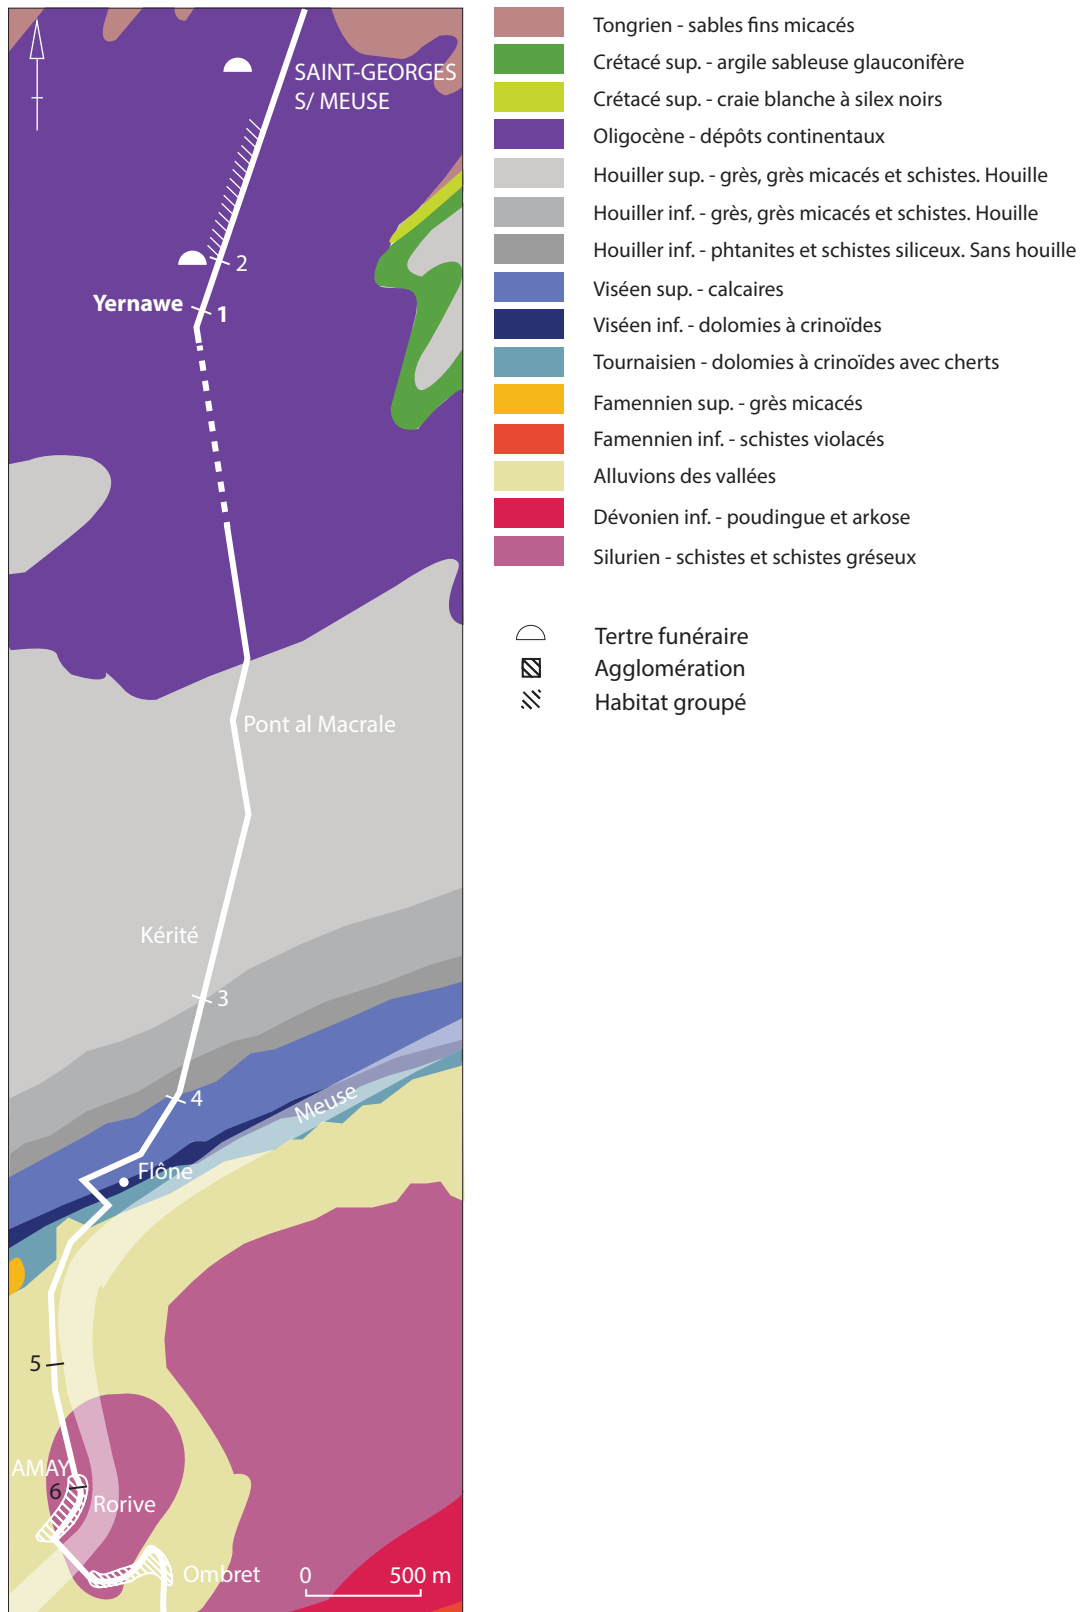 SAINT-GEORGES
S/ MEUSE
2
Yernawe
1
Pont al Macrale
Kérité
3
4
Meuse
Flône
5
AMAY
6
Rorive
Ombret
0 500 m
Tongrien - sables fins micacés
Crétacé sup. - argile sableuse glauconifère
Crétacé sup. - craie blanche à silex noirs
Oligocène - dépôts continentaux
Houiller sup. - grès, grès micacés et schistes. Houille
Houiller inf. - grès, grès micacés et schistes. Houille
Houiller inf. - phtanites et schistes siliceux. Sans houille
Viséen sup. - calcaires
Viséen inf. - dolomies à crinoïdes
Tournaisien - dolomies à crinoïdes avec cherts
Famennien sup. - grès micacés
Famennien inf. - schistes violacés
Alluvions des vallées
Dévonien inf. - poudingue et arkose
Silurien - schistes et schistes gréseux
Tertre funéraire
Agglomération
Habitat groupé